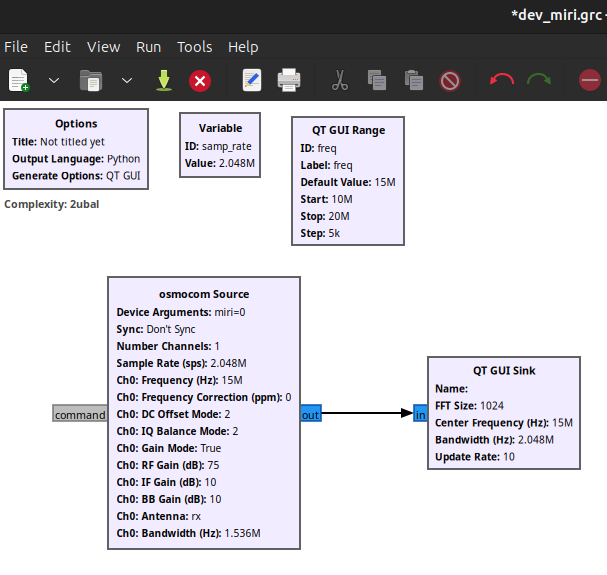 *dev_miri.grc -
File Edit View Run Tools Help
Options
Title: Not titled yet
Output Language: Python
Generate Options: QT GUI
Complexity: 2ubal
Variable
ID: samp_rate
Value: 2.048M
QT GUI Range
ID: freq
Label: freq
Default Value: 15M
Start: 10M
Stop: 20M
Step: 5k
osmocom Source
Device Arguments: miri=0
Sync: Don't Sync
Number Channels: 1
Sample Rate (sps): 2.048M
Ch0: Frequency (Hz): 15M
Ch0: Frequency Correction (ppm): 0
Ch0: DC Offset Mode: 2
Ch0: IQ Balance Mode: 2
Ch0: Gain Mode: True
Ch0: RF Gain (dB): 75
Ch0: IF Gain (dB): 10
Ch0: BB Gain (dB): 10
Ch0: Antenna: rx
Ch0: Bandwidth (Hz): 1.536M
command
out
in
QT GUI Sink
Name:
FFT Size: 1024
Center Frequency (Hz): 15M
Bandwidth (Hz): 2.048M
Update Rate: 10